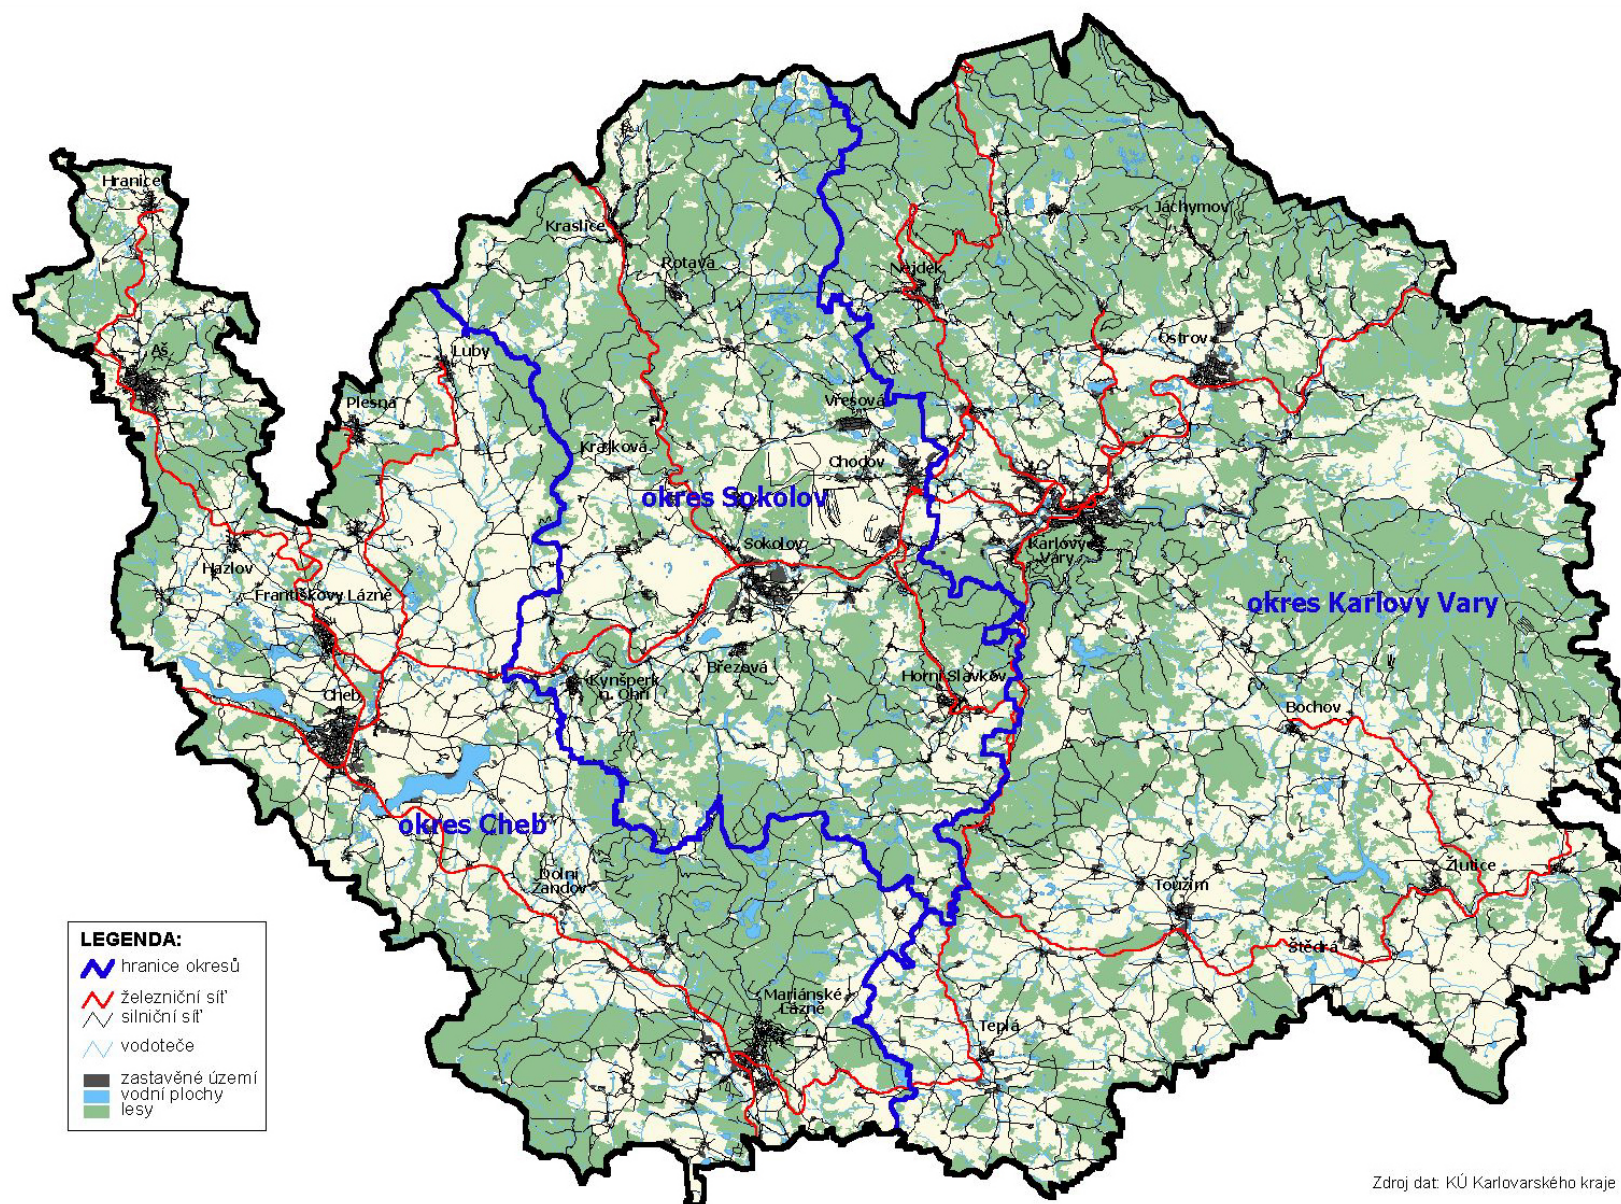 Hranice
Jáchymov
Kraslice
Rotava
Nejdek
Ostrov
Aš
Luby
Plesná
Vřesová
Krajková
Chodov
okres Sokolov
Sokolov
Karlovy
Vary
Hazlov
Františkovy Lázně
okres Karlovy Vary
Březová
Kynšperk
n. Ohří
Horní Slavkov
Cheb
Bochov
okres Cheb
Dolní
Žandov
Toužim
Žlutice
Štědrá
Mariánské
Lázně
Teplá
LEGENDA:
hranice okresů
železniční síť
silniční síť
vodoteče
zastavěné území
vodní plochy
lesy
Zdroj dat: KÚ Karlovarského kraje